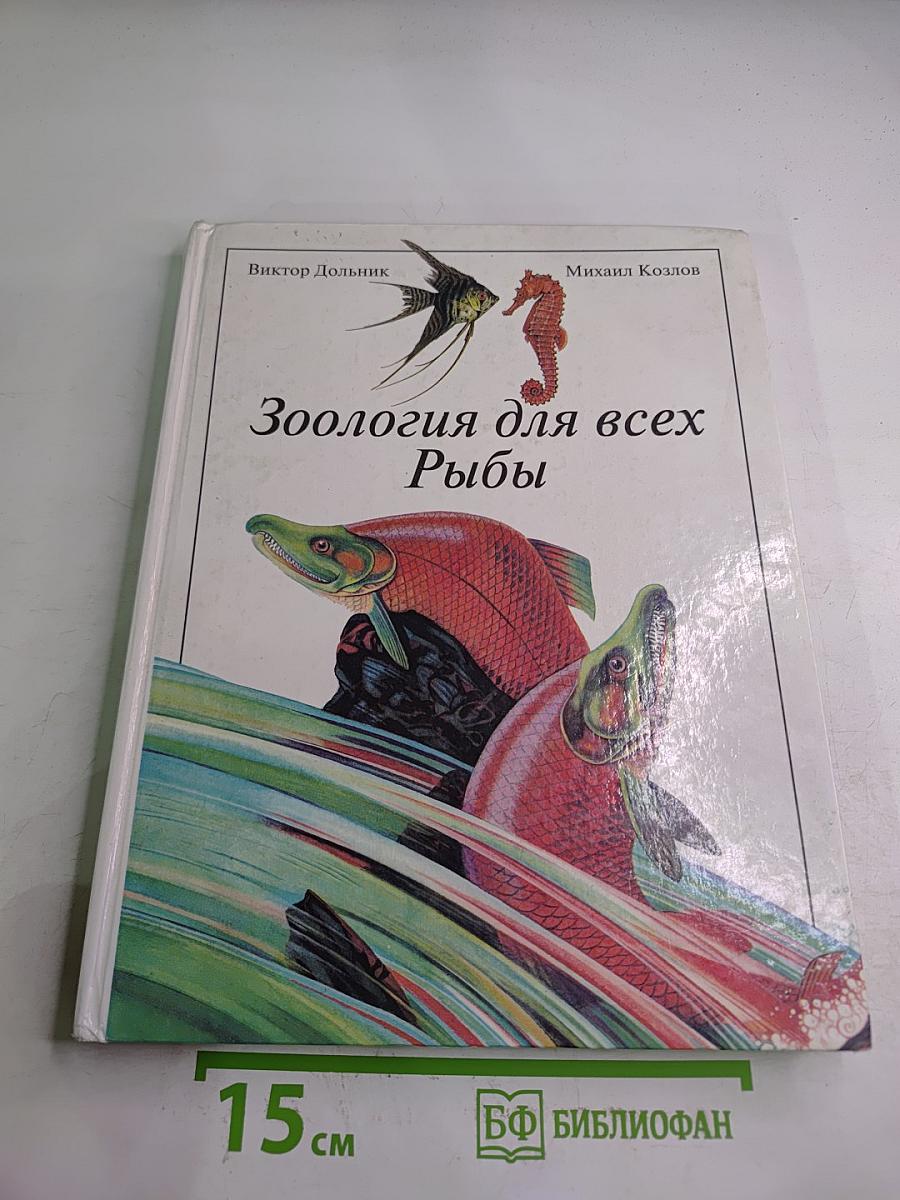 Виктор Дольник
Михаил Козлов
Зоология для всех
Рыбы
15 см
БФ БИБЛИОФАН